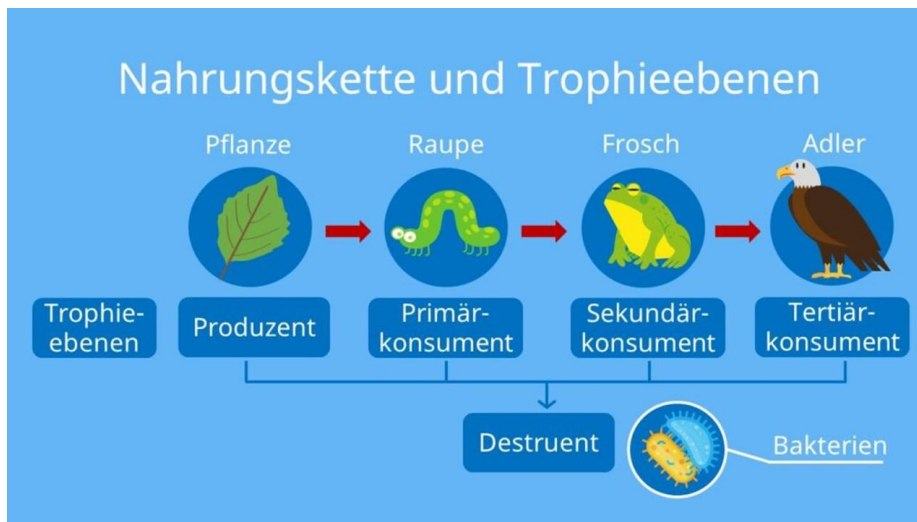 Nahrungskette und Trophieebenen
Pflanze
Raupe
Frosch
Adler
Trophie-
ebenen
Produzent
Primär-
konsument
Sekundär-
konsument
Tertiär-
konsument
Destruent
Bakterien